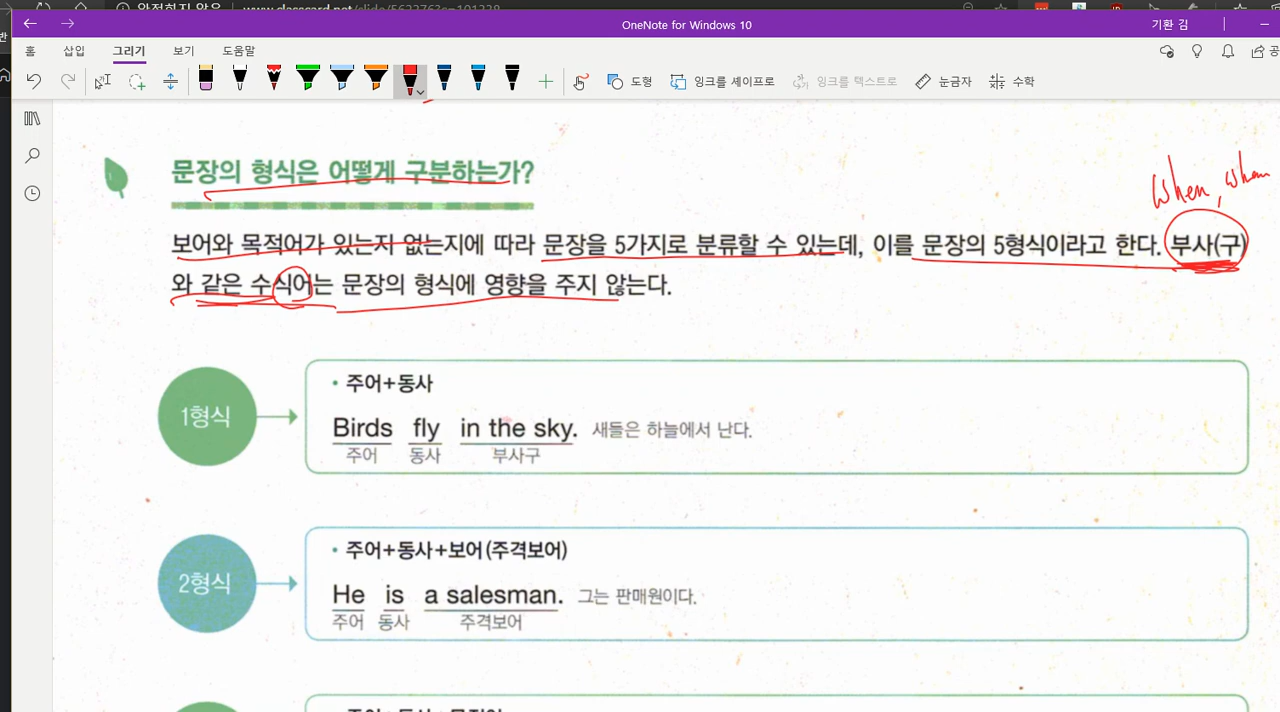 OneNote for Windows 10
기환 김
홈 삽입 그리기 보기 도움말
도형 잉크를 셰이프로 잉크를 텍스트로 눈금자 수학
문장의 형식은 어떻게 구분하는가?
when, when
보어와 목적어가 있는지 없는지에 따라 문장을 5가지로 분류할 수 있는데, 이를 문장의 5형식이라고 한다. 부사(구)
와 같은 수식어는 문장의 형식에 영향을 주지 않는다.
1형식
• 주어+동사
Birds fly in the sky. 새들은 하늘에서 난다.
주어 동사 부사구
2형식
• 주어+동사+보어(주격보어)
He is a salesman. 그는 판매원이다.
주어 동사 주격보어